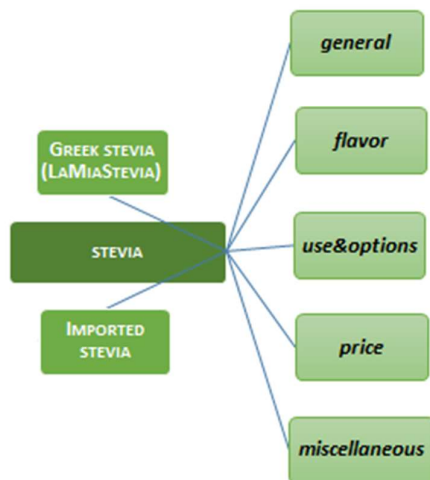 general
flavor
GREEK STEVIA
(LAMIASTEVIA)
STEVIA
use&options
IMPORTED
STEVIA
price
miscellaneous